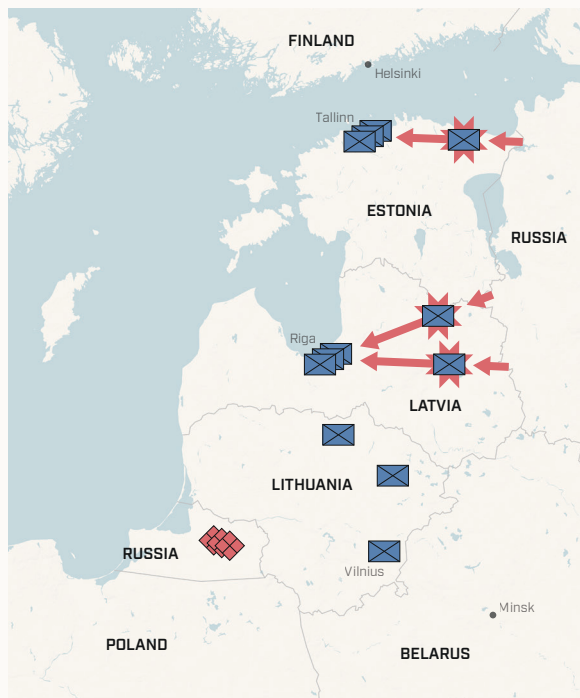 FINLAND
Helsinki
Tallinn
ESTONIA
RUSSIA
Riga
LATVIA
LITHUANIA
RUSSIA
Vilnius
Minsk
POLAND
BELARUS